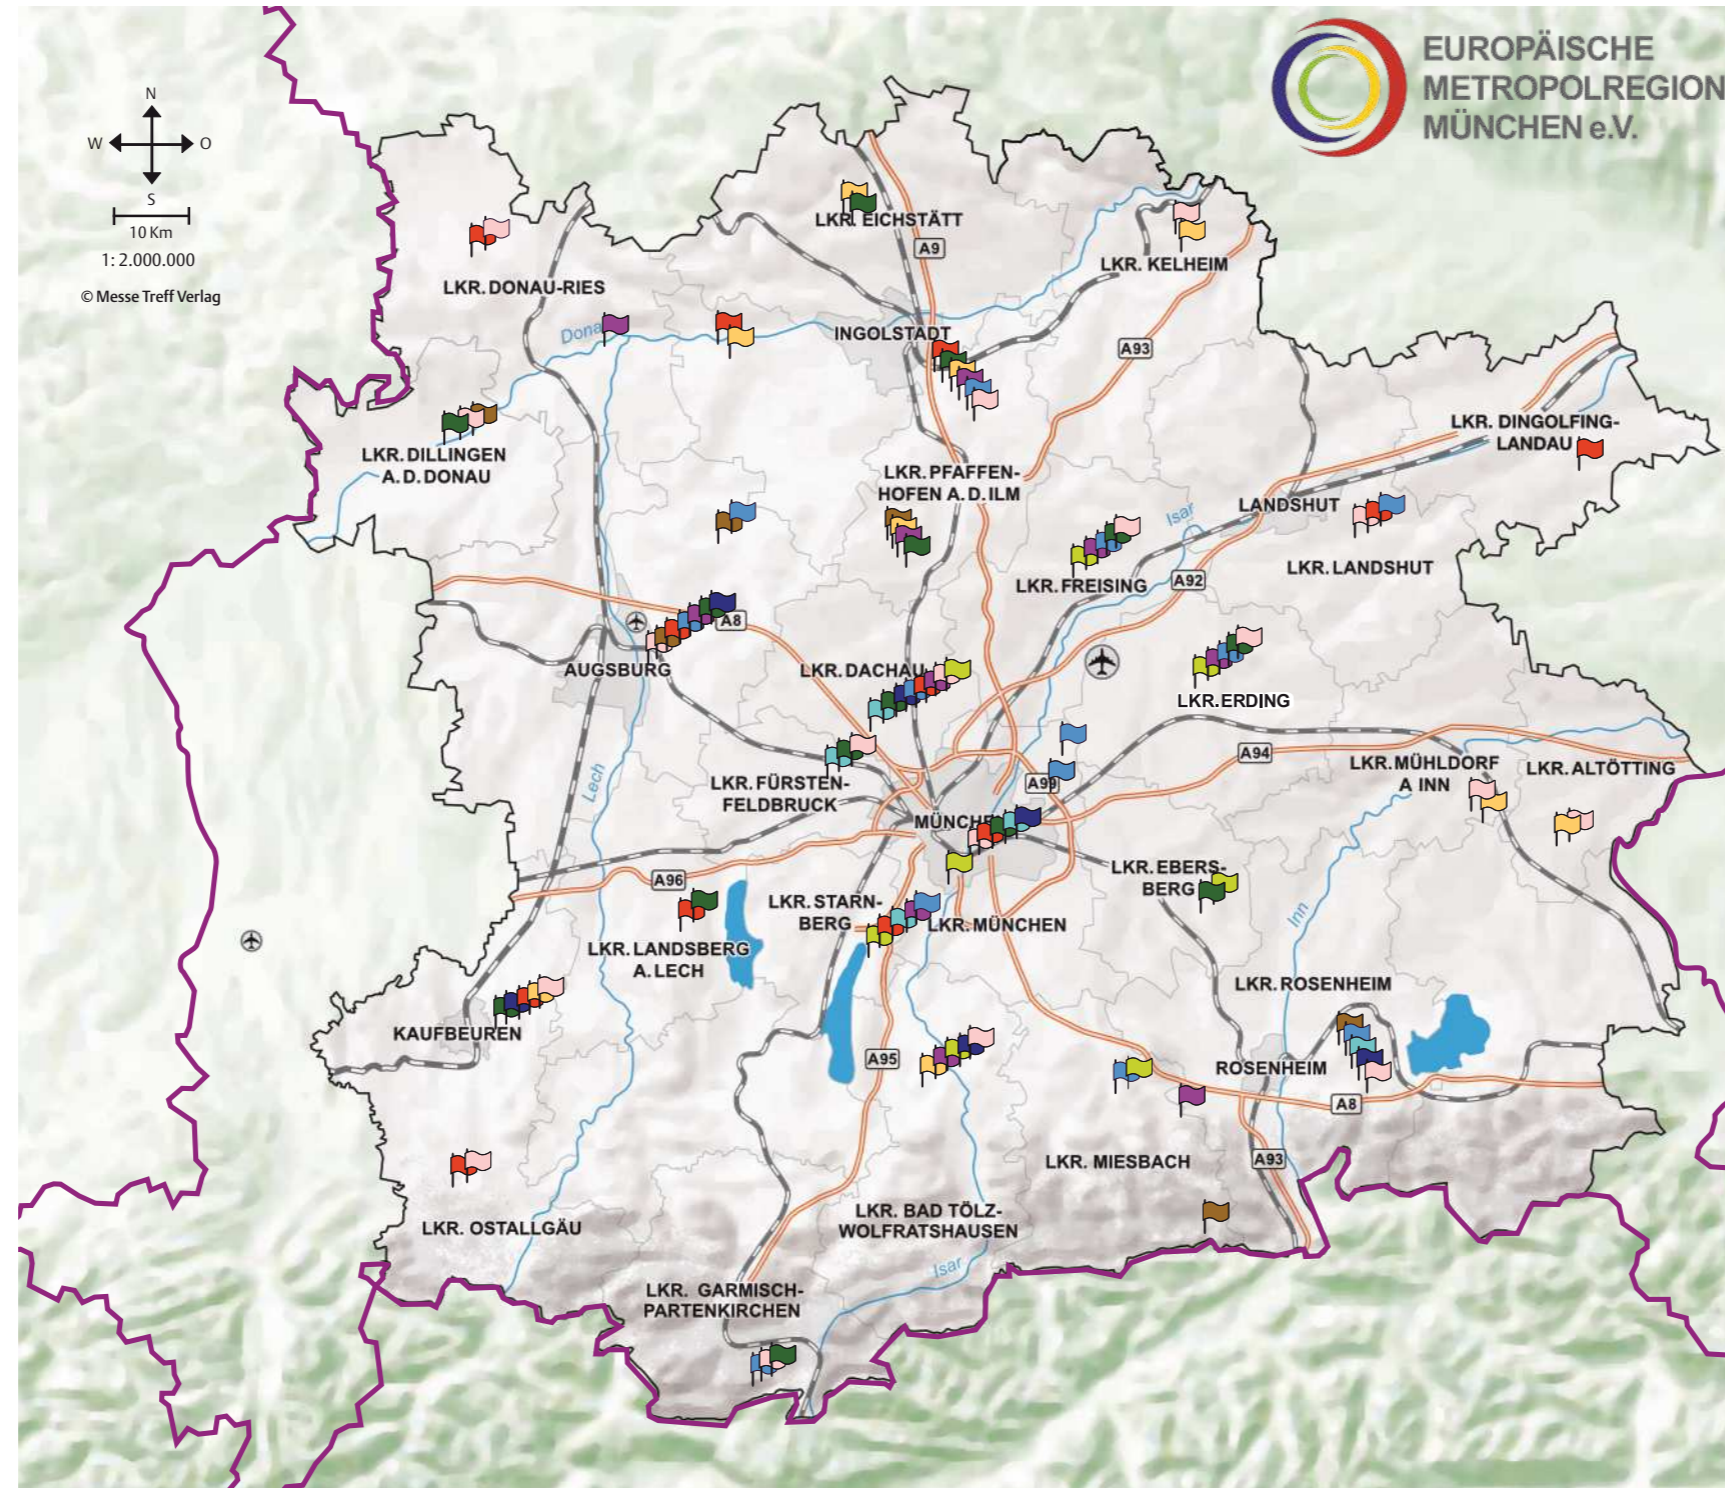 EUROPÄISCHE
METROPOLREGION
MÜNCHEN e.V.
N
W
O
S
10 Km
1: 2.000.000
© Messe Treff Verlag
LKR. EICHSTÄTT
A9
LKR. KELHEIM
LKR. DONAU-RIES
Dona
INGOLSTADT
A93
LKR. DINGOLFING-
LANDAU
LKR. DILLINGEN
A. D. DONAU
LKR. PFAFFEN-
HOFEN A. D. ILM
LANDSHUT
Isar
LKR. FREISING
A92
LKR. LANDSHUT
A8
AUGSBURG
LKR. DACHAU
LKR. ERDING
Lech
LKR. FÜRSTEN-
FELDBRUCK
A99
A94
LKR. MÜHLDORF
A INN
LKR. ALTÖTTING
MÜNCHEN
A96
LKR. EBERS-
BERG
LKR. STARN-
BERG
LKR. MÜNCHEN
Inn
LKR. LANDSBERG
A. LECH
LKR. ROSENHEIM
KAUFBEUREN
A95
ROSENHEIM
A8
LKR. MIESBACH
A93
LKR. OSTALLGÄU
LKR. BAD TÖLZ-
WOLFRATSHAUSEN
Isar
LKR. GARMISCH-
PARTENKIRCHEN